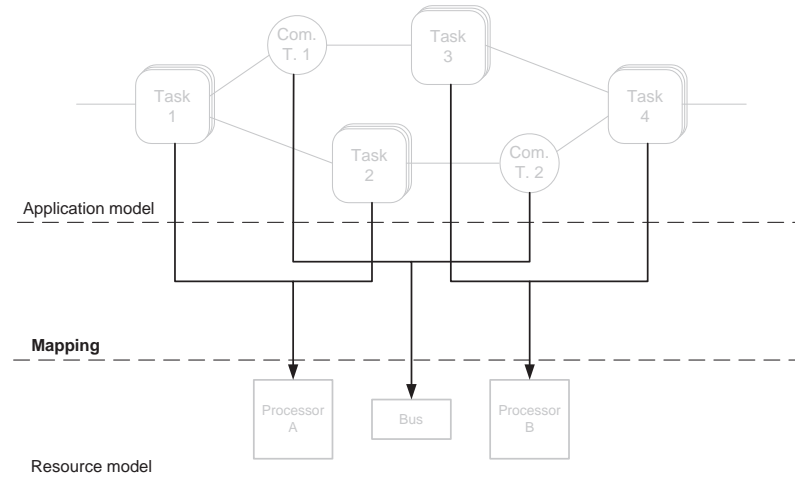 Com.
T. 1
Task
3
Task
1
Task
4
Task
2
Com.
T. 2
Application model
Mapping
Processor
A
Bus
Processor
B
Resource model